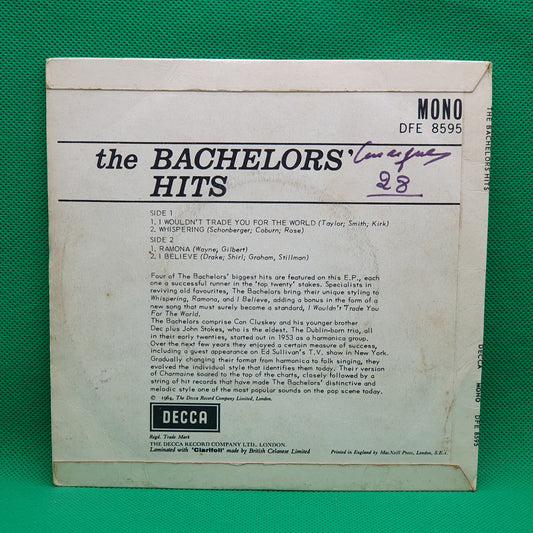 MONO
DFE 8595
the BACHELORS'
HITS
28
SIDE 1
1. I WOULDN'T TRADE YOU FOR THE WORLD (Taylor; Smith; Kirk)
2. WHISPERING (Schonberger; Coburn; Rose)
SIDE 2
1. RAMONA (Wayne; Gilbert)
2. I BELIEVE (Drake; Shirl; Graham, Stillman)
Four of The Bachelors' biggest hits are featured on this E.P., each
one a successful runner in the 'top twenty' stakes. Specialists in
reviving old favourites, The Bachelors bring their unique styling to
Whispering, Ramona, and I Believe, adding a bonus in the form of a
new song that must surely become a standard, I Wouldn't Trade You
For The World.
The Bachelors comprise Con Cluskey and his younger brother
Dec plus John Stokes, who is the eldest. The Dublin-born trio, all
in their early twenties, started out in 1953 as a harmonica group.
Over the next few years they enjoyed a certain measure of success,
including a guest appearance on Ed Sullivan's T.V. show in New York.
Gradually changing their format from harmonica to folk singing, they
evolved the individual style that identifies them today. Their version
of Charmaine soared to the top of the charts, closely followed by a
string of hit records that have made The Bachelors' distinctive and
melodic style one of the most popular sounds on the pop scene today.
© 1964, The Decca Record Company Limited, London.
DECCA
Regd. Trade Mark
THE DECCA RECORD COMPANY LTD., LONDON.
Laminated with 'Clarifoil' made by British Celanese Limited
Printed in England by MacNeill Press, London, S.E.1.
THE BACHELORS HITS
DECCA
MONO
DFE 8595